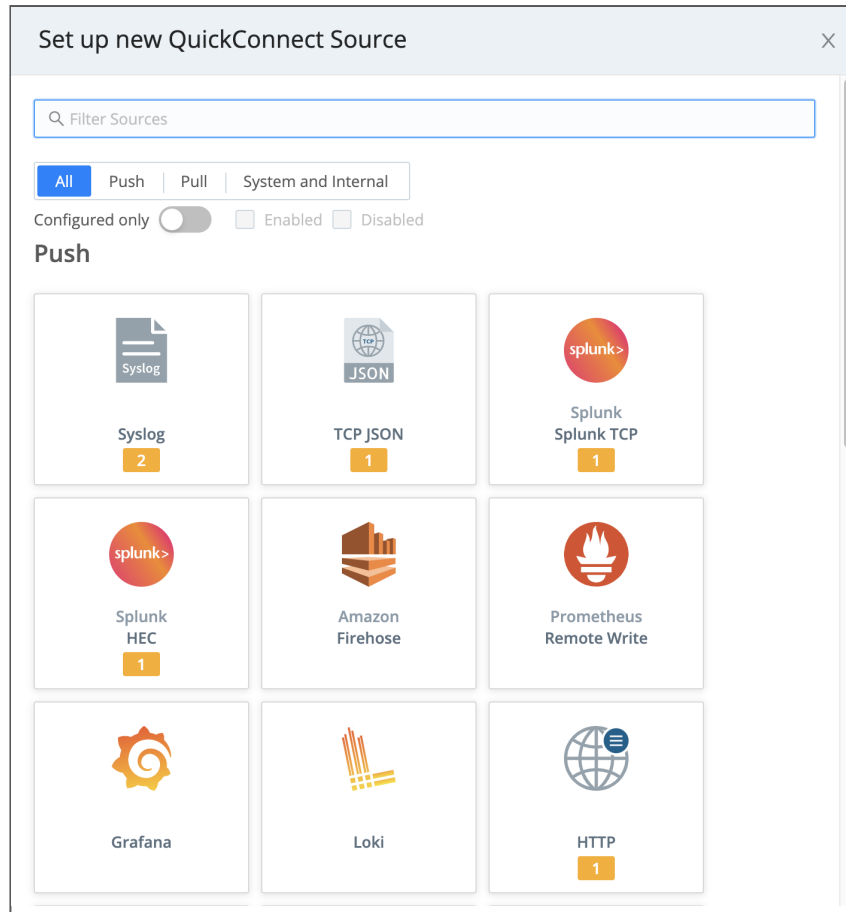 Set up new QuickConnect Source
Filter Sources
All Push Pull System and Internal
Configured only Enabled Disabled
Push
Syslog
Syslog
2
TCP
JSON
TCP JSON
1
splunk>
Splunk
Splunk TCP
1
splunk>
Splunk
HEC
1
Amazon
Firehose
Prometheus
Remote Write
Grafana
Loki
HTTP
1